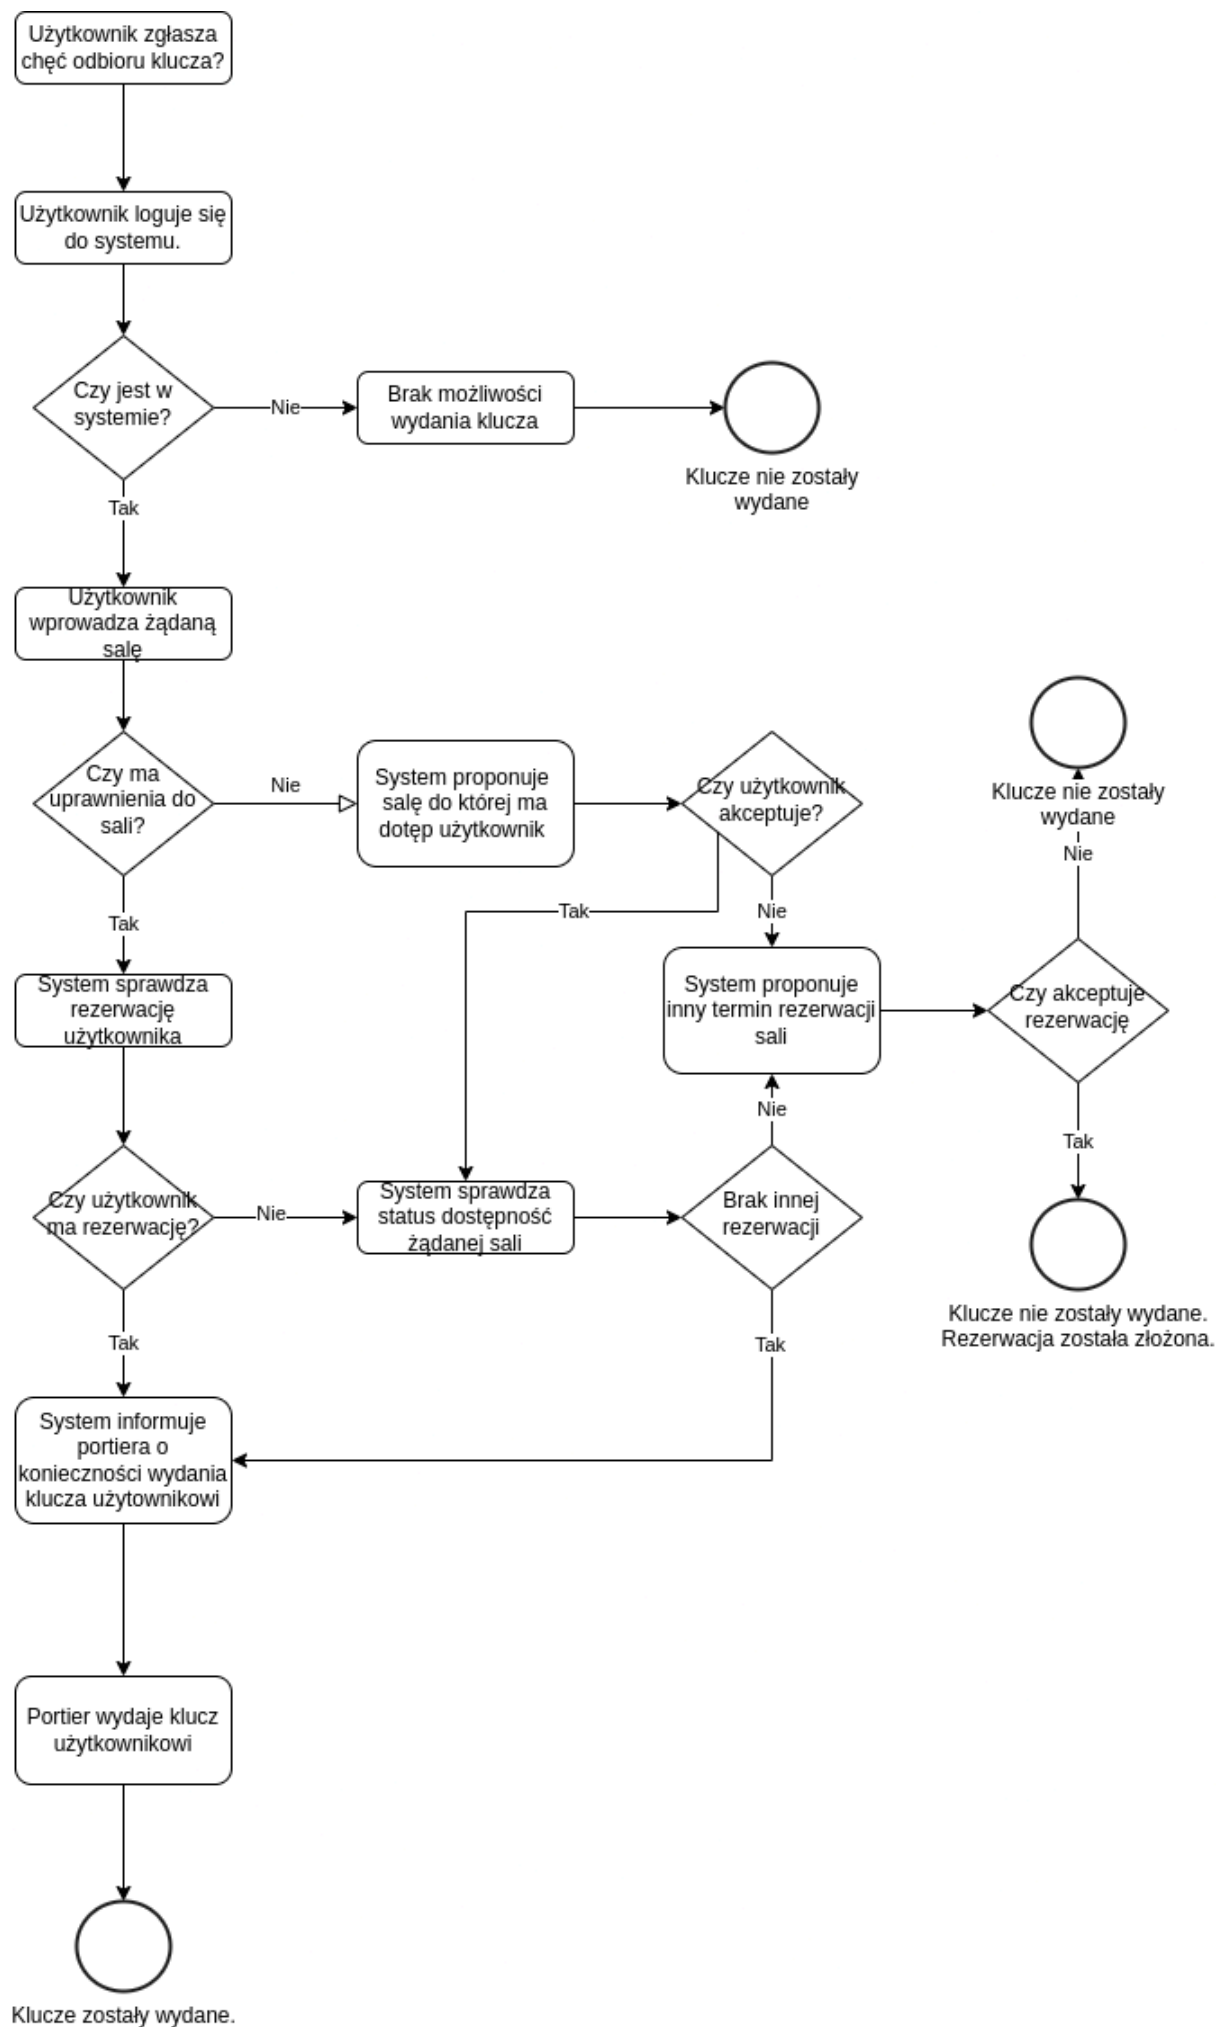 Użytkownik zgłasza
chęć odbioru klucza?
Użytkownik loguje się
do systemu.
Czy jest w
systemie?
Nie
Brak możliwości
wydania klucza
Klucze nie zostały
wydane
Tak
Użytkownik
wprowadza żądaną
salę
Czy ma
uprawnienia do
sali?
Nie
System proponuje
salę do której ma
dotęp użytkownik
Czy użytkownik
akceptuje?
Klucze nie zostały
wydane
Nie
Tak
Tak
Nie
System sprawdza
rezerwację
użytkownika
System proponuje
inny termin rezerwacji
sali
Czy akceptuje
rezerwację
Nie
Tak
Czy użytkownik
ma rezerwację?
Nie
System sprawdza
status dostępność
żądanej sali
Brak innej
rezerwacji
Klucze nie zostały wydane.
Rezerwacja została złożona.
Tak
Tak
System informuje
portiera o
konieczności wydania
klucza użytownikowi
Portier wydaje klucz
użytkownikowi
Klucze zostały wydane.